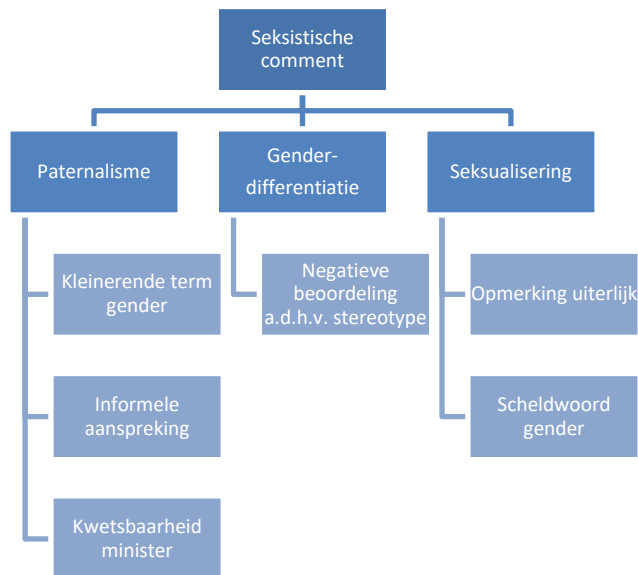 Seksistische
comment
Paternalisme
Gender-
differentiatie
Seksualisering
Kleinerende term
gender
Negatieve
beoordeling
a.d.h.v. stereotype
Opmerking uiterlijk
Informele
aanspreking
Scheldwoord
gender
Kwetsbaarheid
minister